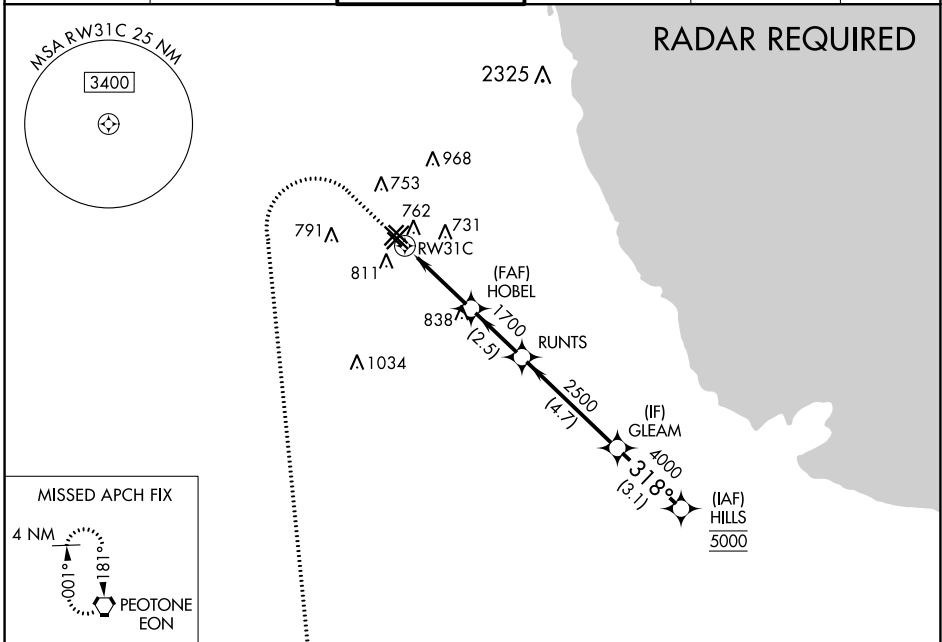 RADAR REQUIRED
MSA RW31C 25 NM
3400
2325
968
753
762
791
731
RW31C
811
(FAF)
HOBEL
838
1700
(2.5)
RUNTS
1034
2500
(4.7)
(IF)
GLEAM
4000
318°
(3.1)
(IAF)
HILLS
5000
MISSED APCH FIX
4 NM
001°
181°
PEOTONE
EON